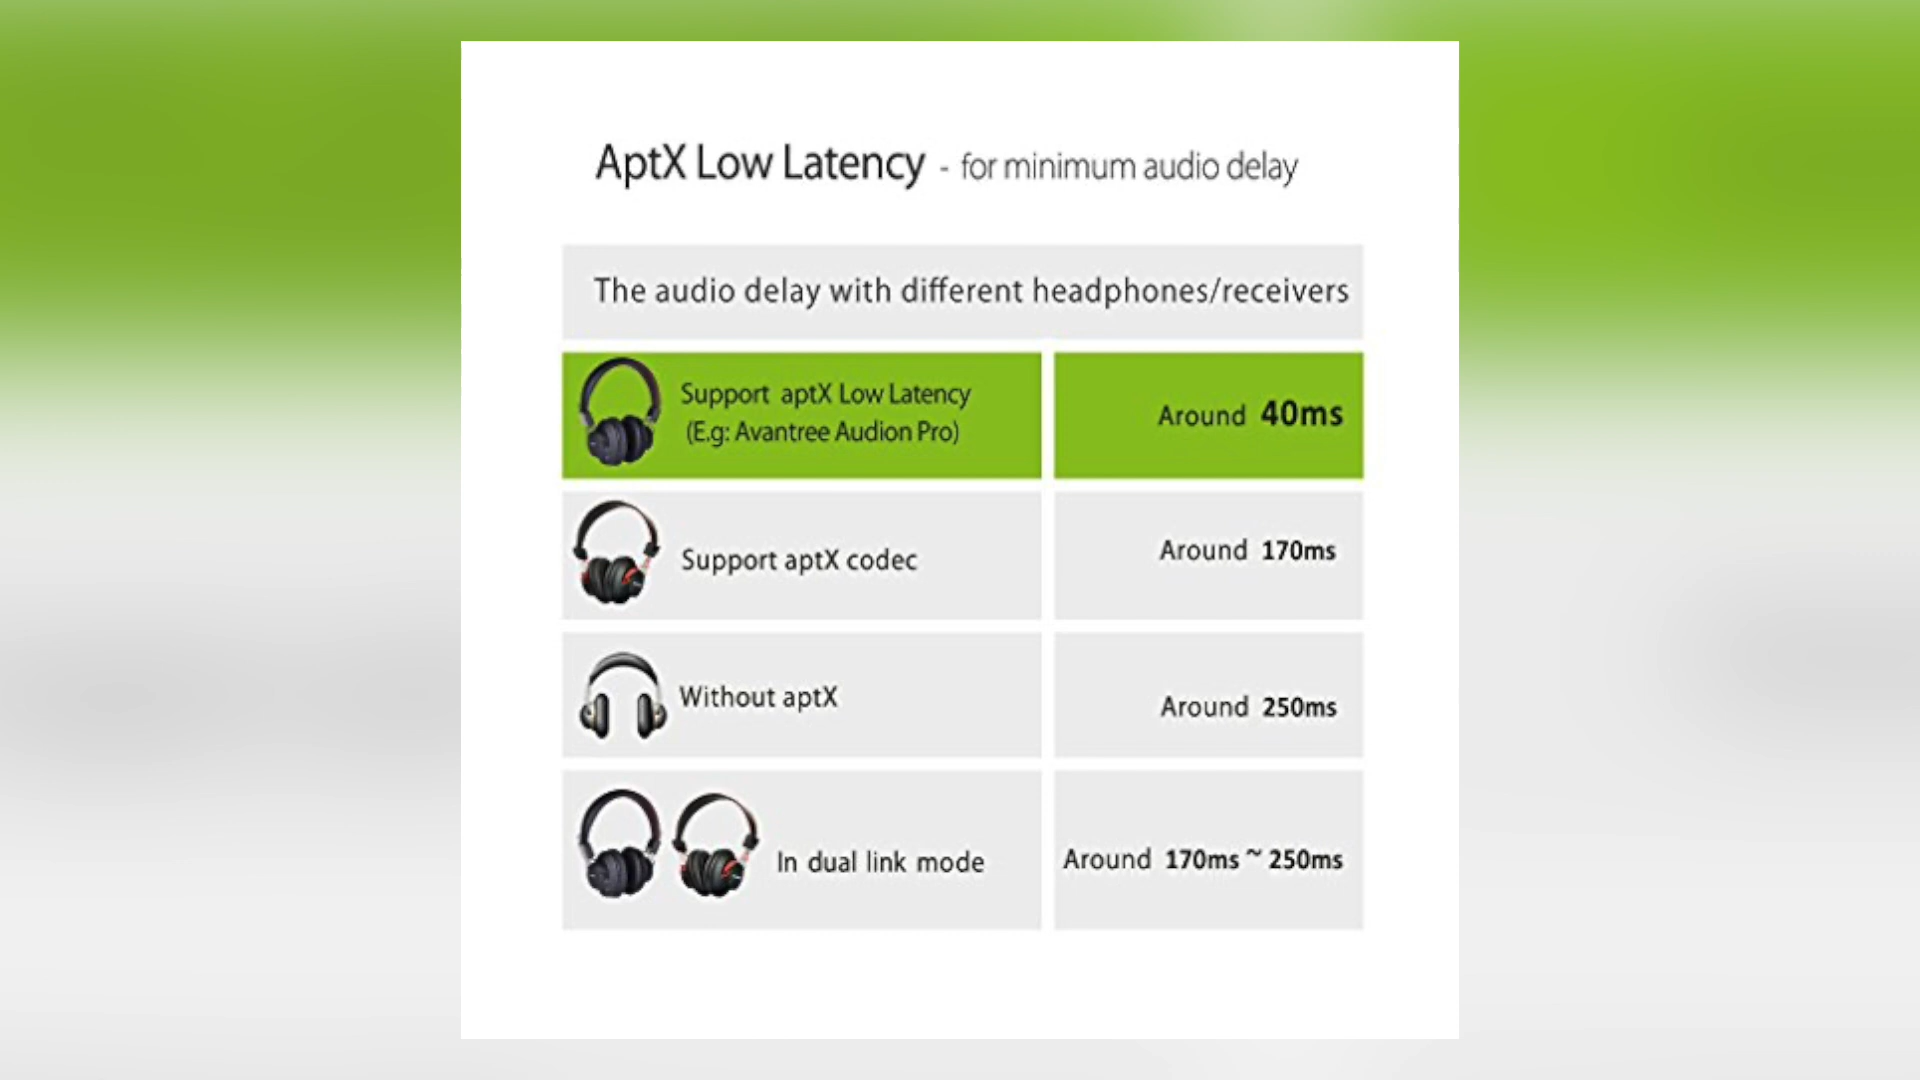 AptX Low Latency - for minimum audio delay
The audio delay with different headphones/receivers
Support aptX Low Latency
(E.g: Avantree Audion Pro)
Around 40ms
Support aptX codec
Around 170ms
Without aptX
Around 250ms
In dual link mode
Around 170ms ~ 250ms